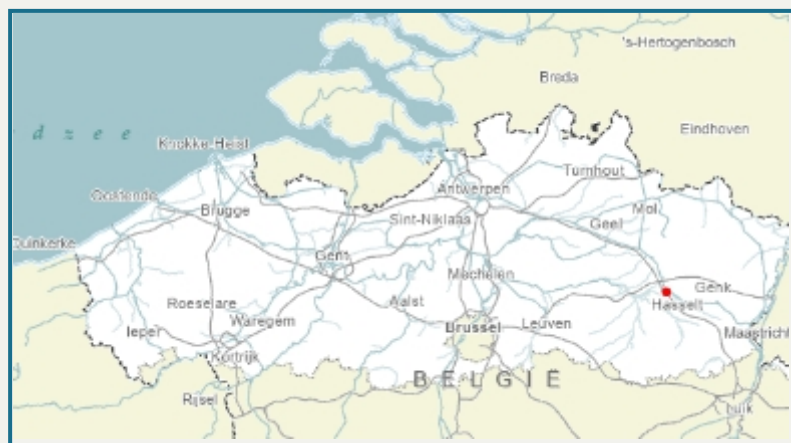 's-Hertogenbosch
Breda
Eindhoven
dzee
Knokke-Heist
Turnhout
Oostende
Antwerpen
Mol
Brugge
Sint-Niklaas
Geel
Duinkerke
Gent
Mechelen
Genk
Roeselare
Aalst
Hasselt
Ieper
Waregem
Brussel
Leuven
Maastricht
Kortrijk
BELGIË
Rijsel
Luik